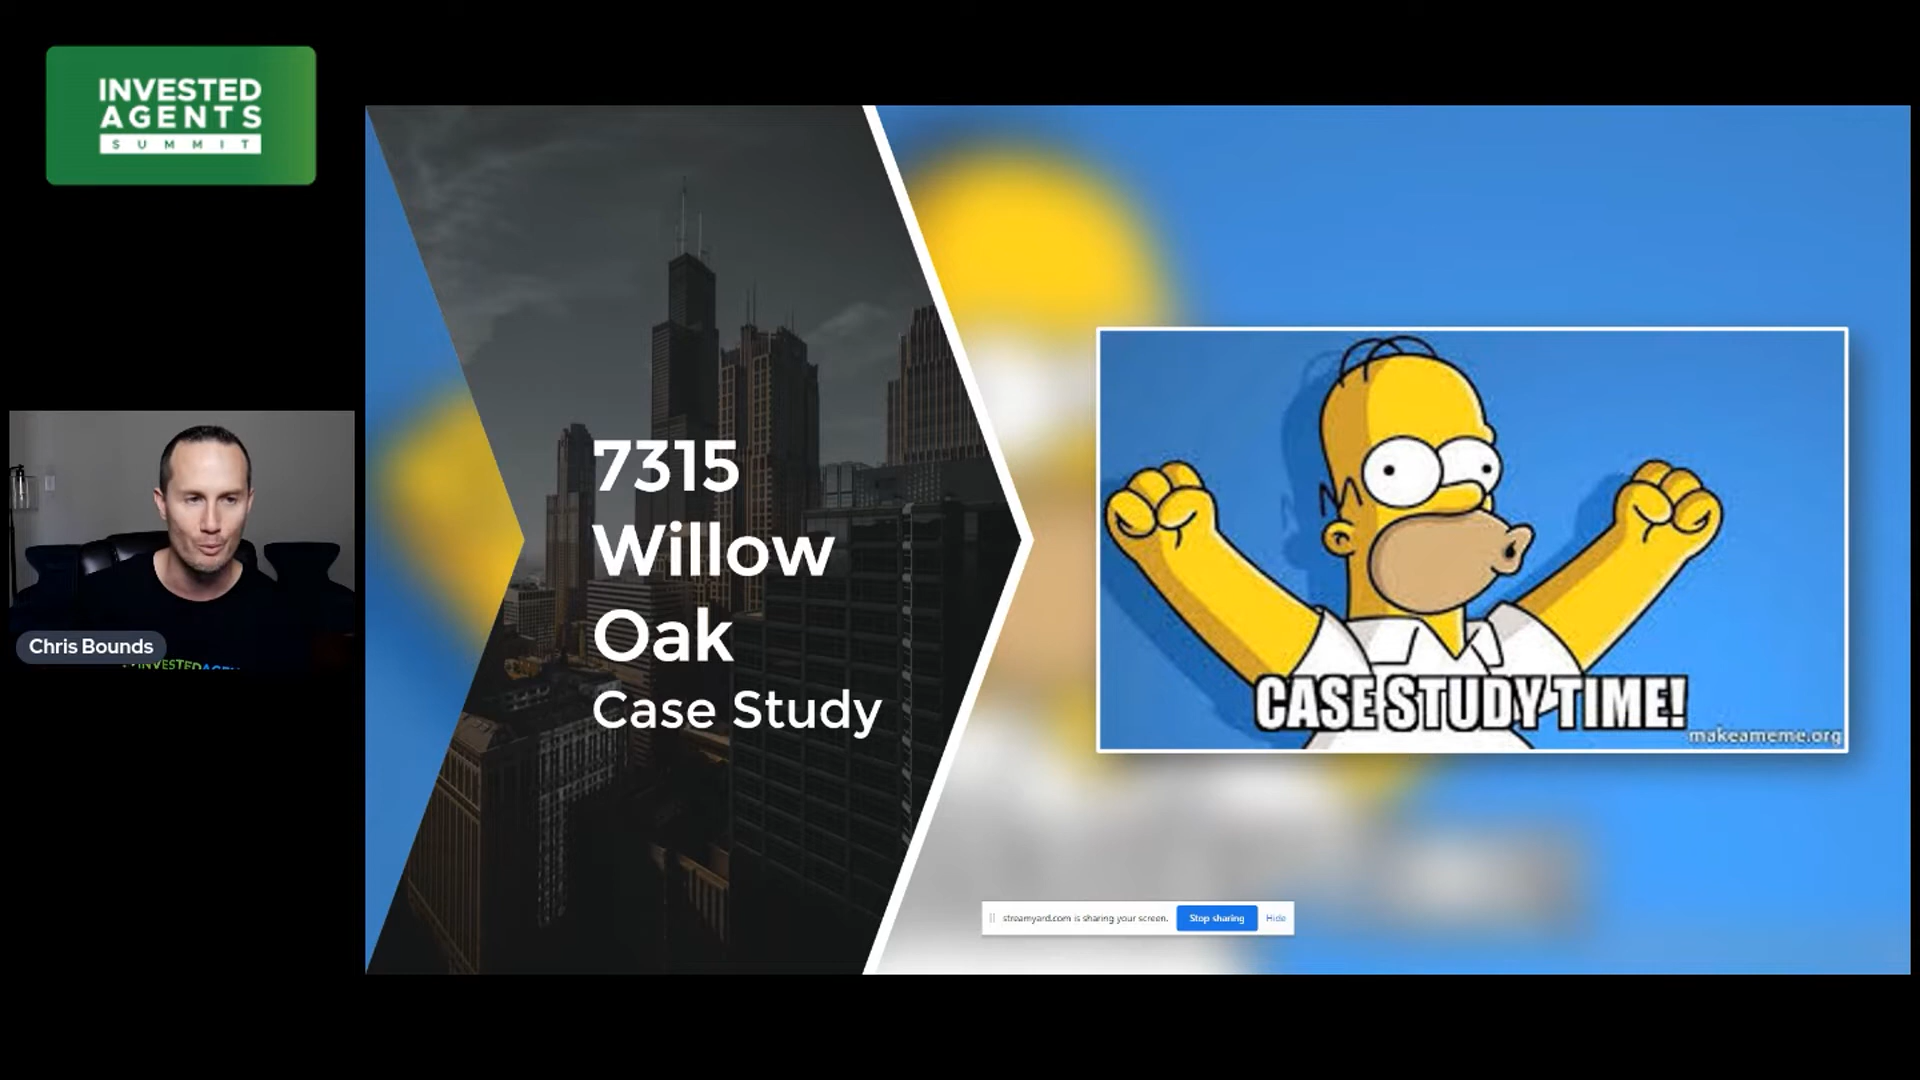 INVESTED
AGENTS
SUMMIT
7315
Willow
Oak
Case Study
CASE STUDY TIME!
makeameme.org
Chris Bounds
streamyard.com is sharing your screen.
Stop sharing
Hide